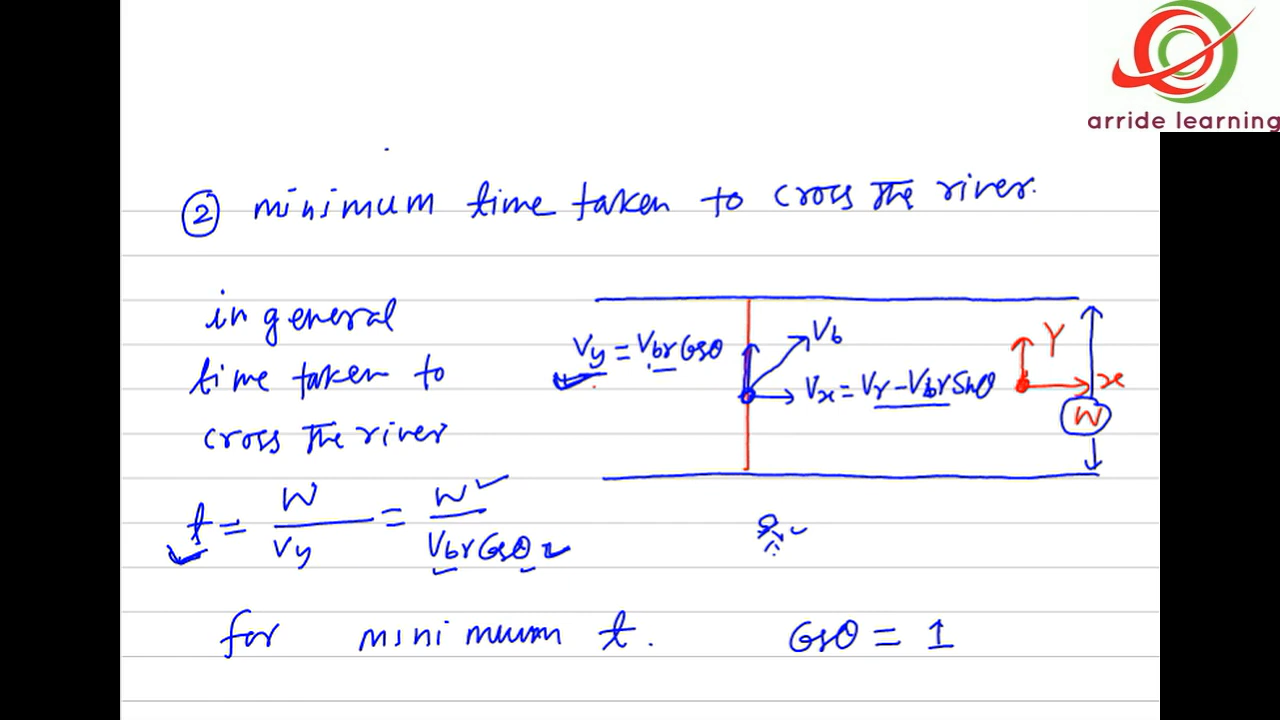 arride learning
② minimum time taken to cross the river.
in general
time taken to
cross the river
Vy = Vbr Cosθ
Vb
Vx = Vr - Vbr Sinθ
Y
x
W
t = W / Vy = W / Vbr Cosθ
for minimum t. Cosθ = 1